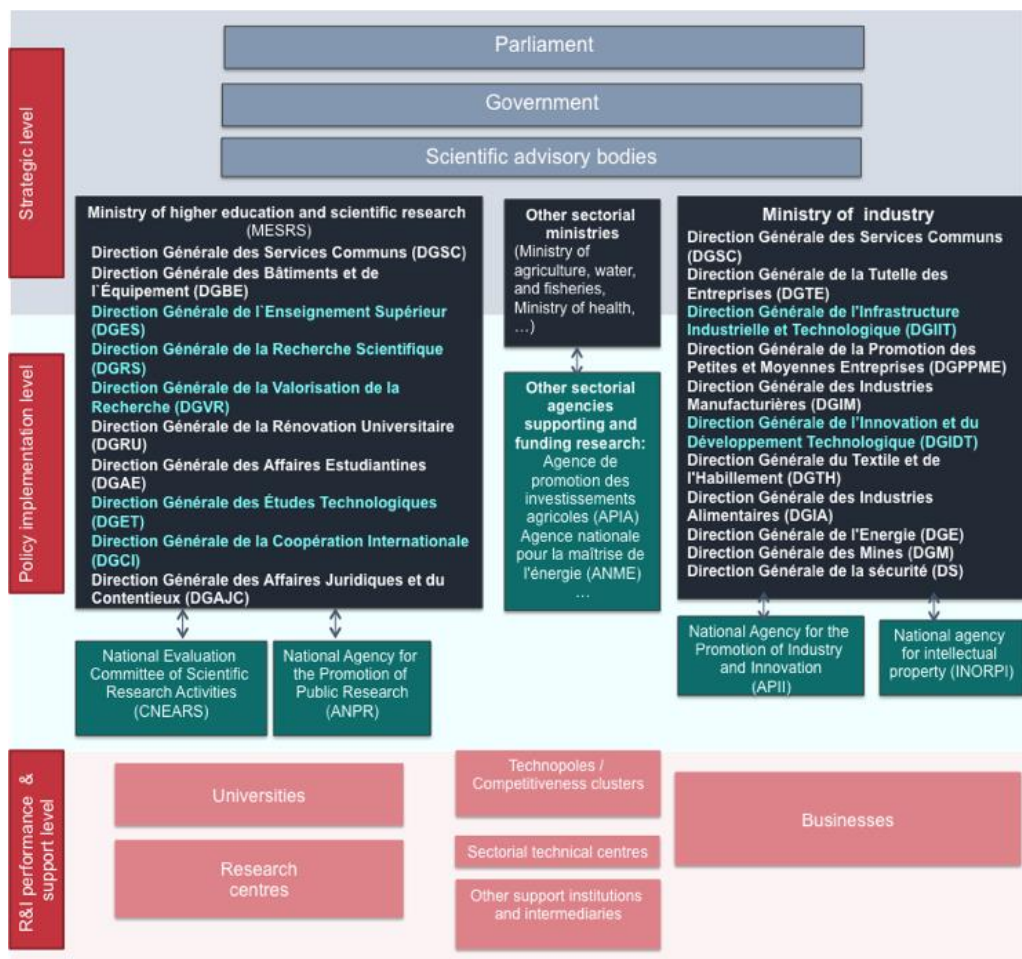 Strategic level
Parliament
Government
Scientific advisory bodies
Ministry of higher education and scientific research
(MESRS)
Direction Générale des Services Communs (DGSC)
Direction Générale des Bâtiments et de
l`Équipement (DGBE)
Direction Générale de l`Enseignement Supérieur
(DGES)
Direction Générale de la Recherche Scientifique
(DGRS)
Direction Générale de la Valorisation de la
Recherche (DGVR)
Direction Générale de la Rénovation Universitaire
(DGRU)
Direction Générale des Affaires Estudiantines
(DGAE)
Direction Générale des Études Technologiques
(DGET)
Direction Générale de la Coopération Internationale
(DGCI)
Direction Générale des Affaires Juridiques et du
Contentieux (DGAJC)
Other sectorial
ministries
(Ministry of
agriculture, water,
and fisheries,
Ministry of health,
…)
Ministry of industry
Direction Générale des Services Communs
(DGSC)
Direction Générale de la Tutelle des
Entreprises (DGTE)
Direction Générale de l'Infrastructure
Industrielle et Technologique (DGIIT)
Direction Générale de la Promotion des
Petites et Moyennes Entreprises (DGPPME)
Direction Générale des Industries
Manufacturières (DGIM)
Direction Générale de l'Innovation et du
Développement Technologique (DGIDT)
Direction Générale du Textile et de
l'Habillement (DGTH)
Direction Générale des Industries
Alimentaires (DGIA)
Direction Générale de l'Energie (DGE)
Direction Générale des Mines (DGM)
Direction Générale de la sécurité (DS)
Policy implementation level
Other sectorial
agencies
supporting and
funding research:
Agence de
promotion des
investissements
agricoles (APIA)
Agence nationale
pour la maîtrise de
l'énergie (ANME)
…
National Evaluation
Committee of Scientific
Research Activities
(CNEARS)
National Agency for
the Promotion of
Public Research
(ANPR)
National Agency for the
Promotion of Industry
and Innovation
(APII)
National agency
for intellectual
property (INORPI)
R&I performance &
support level
Universities
Research
centres
Technopoles /
Competitiveness clusters
Sectorial technical centres
Other support institutions
and intermediaries
Businesses